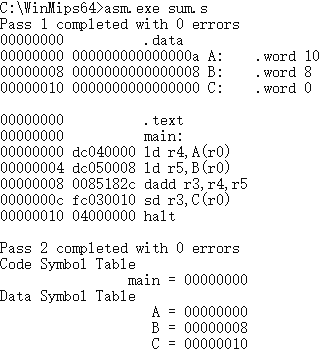 C:\WinMips64>asm.exe sum.s
Pass 1 completed with 0 errors
00000000 .data
00000000 000000000000000a A: .word 10
00000008 0000000000000008 B: .word 8
00000010 0000000000000000 C: .word 0
00000000 .text
00000000 main:
00000000 dc040000 ld r4,A(r0)
00000004 dc050008 ld r5,B(r0)
00000008 0085182c dadd r3,r4,r5
0000000c fc030010 sd r3,C(r0)
00000010 04000000 halt
Pass 2 completed with 0 errors
Code Symbol Table
main = 00000000
Data Symbol Table
A = 00000000
B = 00000008
C = 00000010